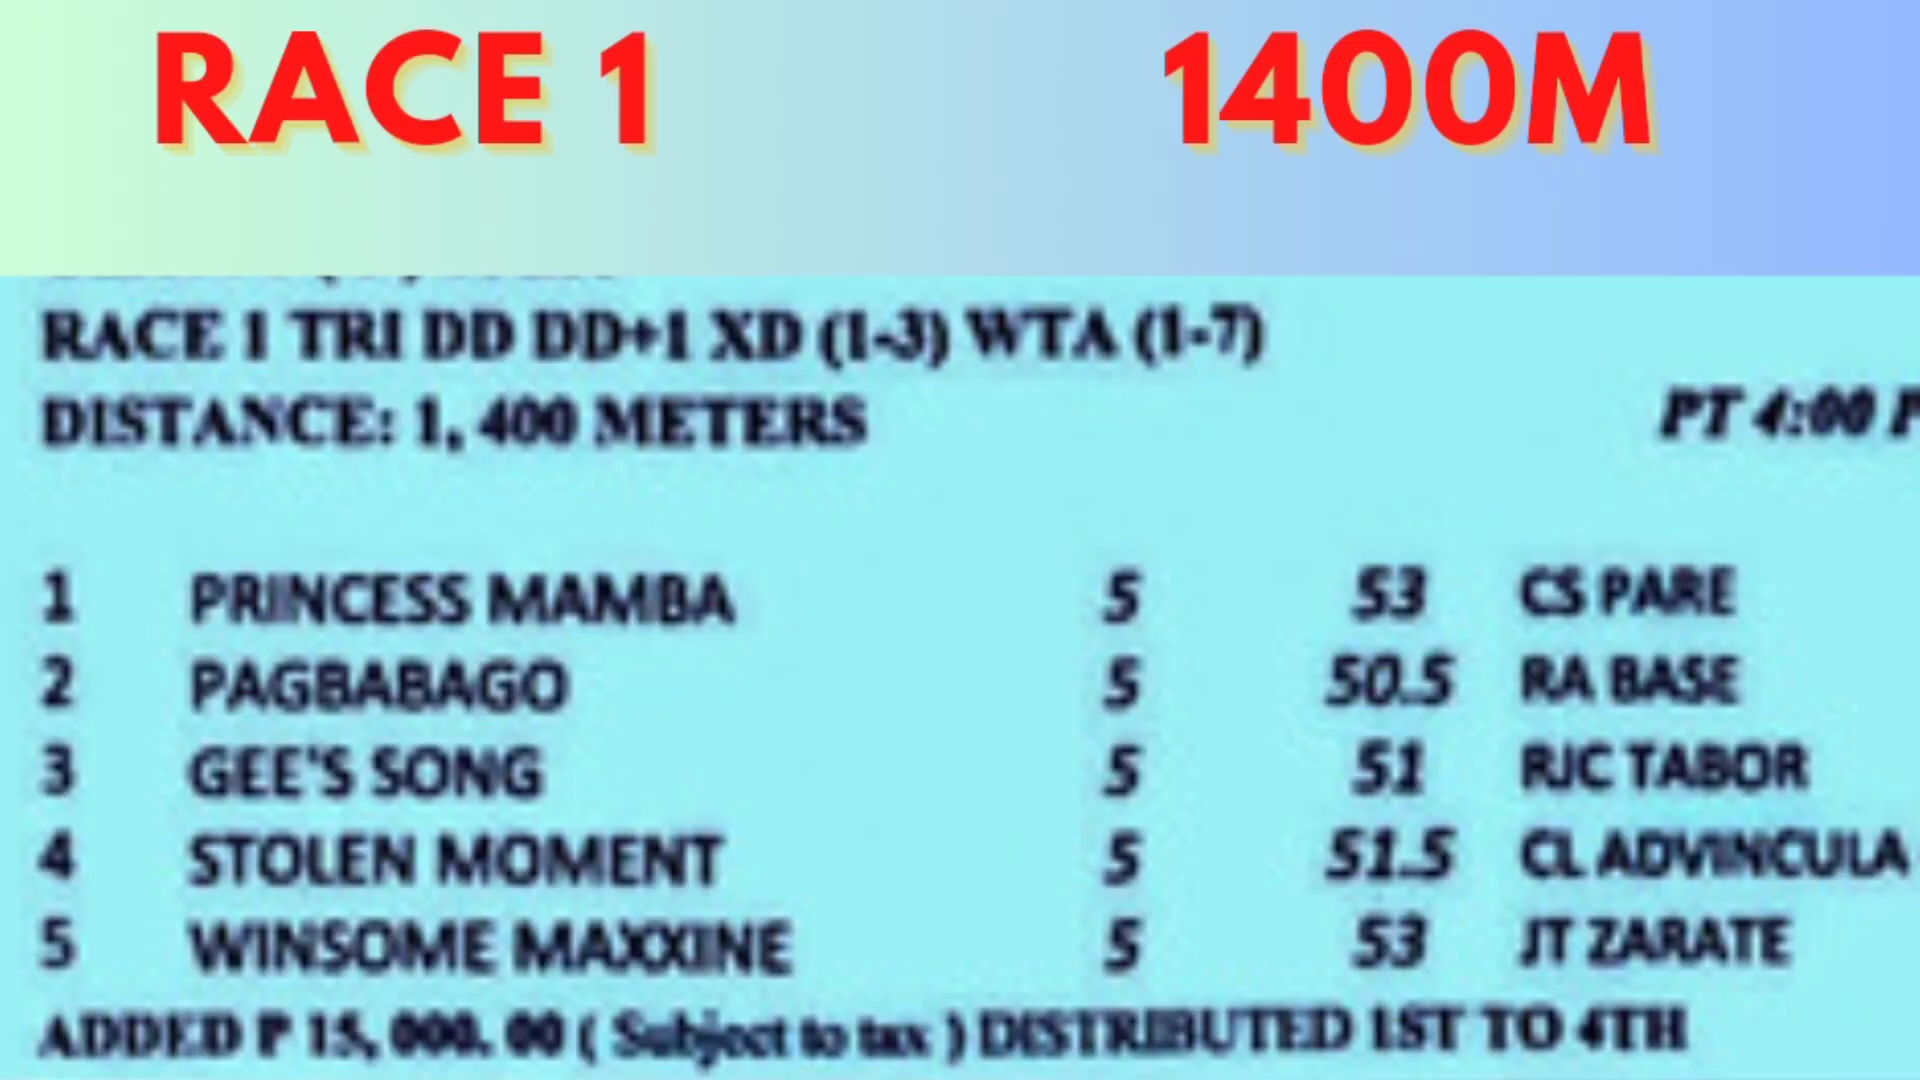 RACE 1 1400M
RACE 1 TRI DD DD+1 XD (1-3) WTA (1-7)
DISTANCE: 1, 400 METERS
PT 4:00 P
1 PRINCESS MAMBA 5 53 CS PARE
2 PAGBABAGO 5 50.5 RA BASE
3 GEE'S SONG 5 51 RJC TABOR
4 STOLEN MOMENT 5 51.5 CL ADVINCULA
5 WINSOME MAXXINE 5 53 JT ZARATE
ADDED P 15, 000. 00 ( Subject to tax ) DISTRIBUTED 1ST TO 4TH